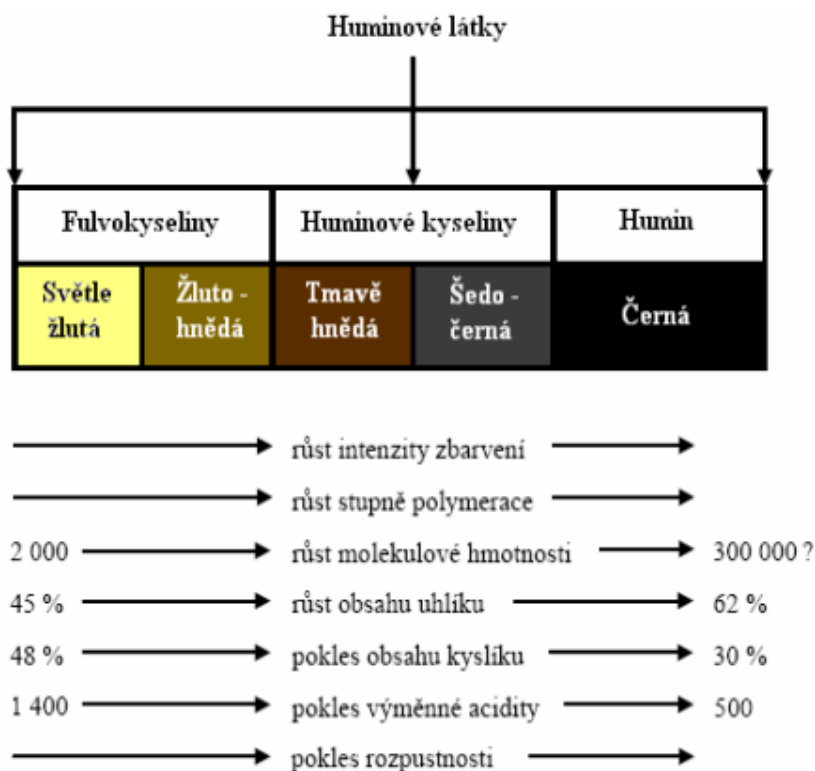 Huminové látky
Fulvokyseliny Huminové kyseliny Humin
Světle žlutá
Žluto - hnědá
Tmavě hnědá
Šedo - černá
Černá
růst intenzity zbarvení
růst stupně polymerace
2 000 růst molekulové hmotnosti 300 000 ?
45 % růst obsahu uhlíku 62 %
48 % pokles obsahu kyslíku 30 %
1 400 pokles výměnné acidity 500
pokles rozpustnosti